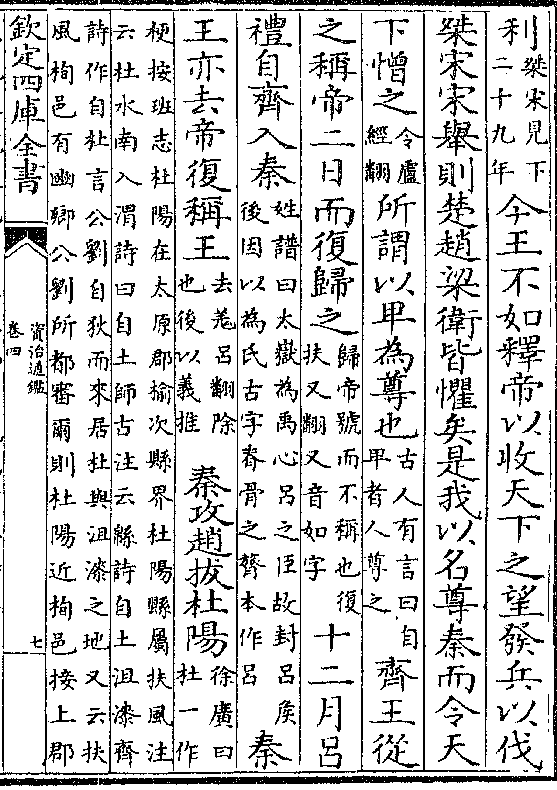 利桀宋見下二十九年今王不如釋帝以收天下之望發兵以伐
桀宋宋舉則楚趙梁衛皆懼矣是我以名尊秦而令天
下憎之令盧經翻所謂以卑為尊也古人有言曰自卑者人尊之齊王從
之稱帝二日而復歸之歸帝號而不稱也復扶又翻又音如字十二月呂
禮自齊入秦姓譜曰太嶽為禹心呂之臣故封呂侯後因以為氏古字脊骨之膂本作呂秦
王亦去帝復稱王去羌呂翻除也後以義推秦攻趙拔杜陽徐廣曰杜一作
梗按班志杜陽在太原郡榆次縣界杜陽縣屬扶風注
云杜水南入渭詩曰自土師古注云緜詩自土沮漆齊
詩作自杜言公劉自狄而來居杜與沮漆之地又云扶
風栒邑有豳鄉公劉所都審爾則杜陽近栒邑接上郡
欽定四庫全書
資治通鑑
卷四
七